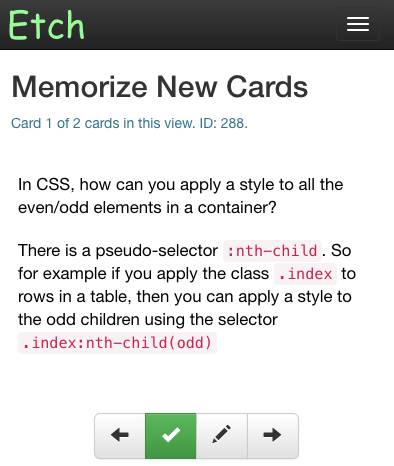 Etch
Memorize New Cards
Card 1 of 2 cards in this view. ID: 288.
In CSS, how can you apply a style to all the
even/odd elements in a container?
There is a pseudo-selector :nth-child. So
for example if you apply the class .index to
rows in a table, then you can apply a style to
the odd children using the selector
.index:nth-child(odd)